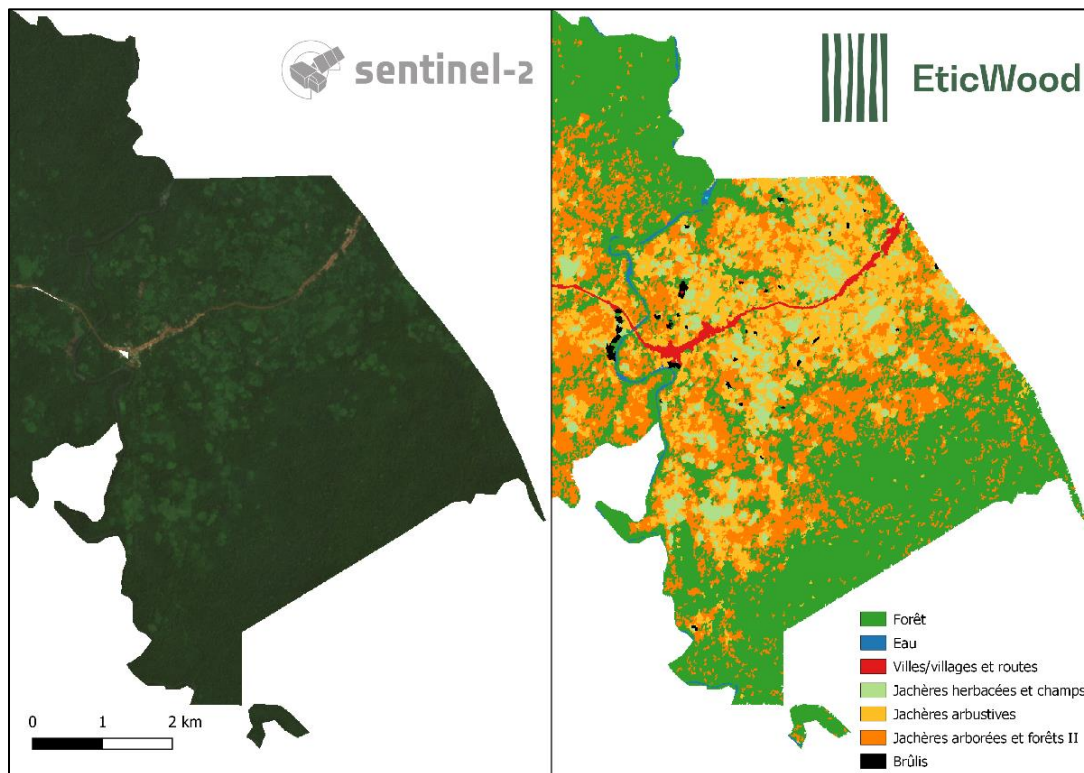 sentinel-2
EticWood
Forêt
Eau
Villes/villages et routes
Jachères herbacées et champs
Jachères arbustives
Jachères arborées et forêts II
Brûlis
0 1 2 km